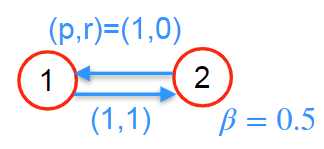 (p,r)=(1,0)
1 2
(1,1)
β = 0.5